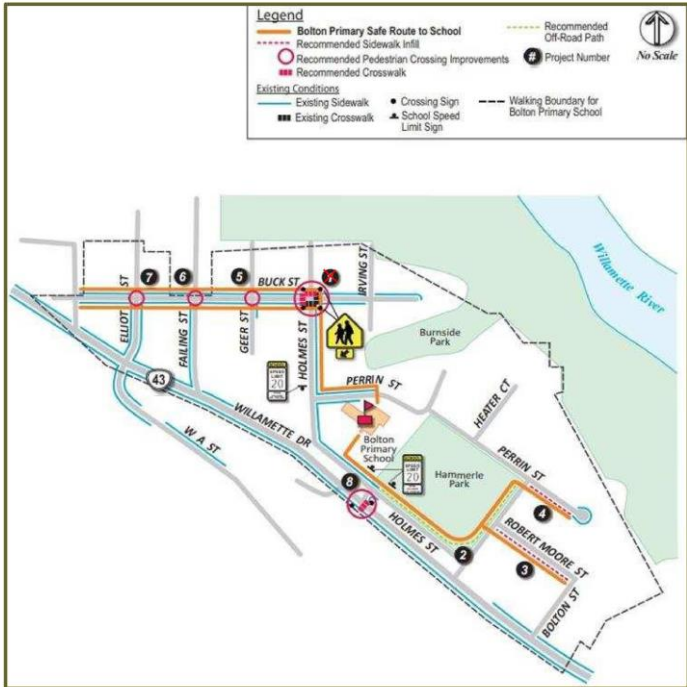 Legend
Bolton Primary Safe Route to School
Recommended Sidewalk Infill
Recommended Pedestrian Crossing Improvements
Recommended Crosswalk
Recommended
Off-Road Path
# Project Number
No Scale
Existing Conditions
Existing Sidewalk
Existing Crosswalk
Crossing Sign
School Speed
Limit Sign
Walking Boundary for
Bolton Primary School
Willamette River
7
6
5
BUCK ST
IRVING ST
ELLIOTT ST
FAILING ST
GEER ST
HOLMES ST
Burnside
Park
43
SPEED
LIMIT
20
PERRIN ST
HEATER CT
WILLAMETTE DR
W A ST
Bolton
Primary
School
SPEED
LIMIT
20
Hammerle
Park
PERRIN ST
8
4
HOLMES ST
ROBERT MOORE ST
2
3
BOLTON ST